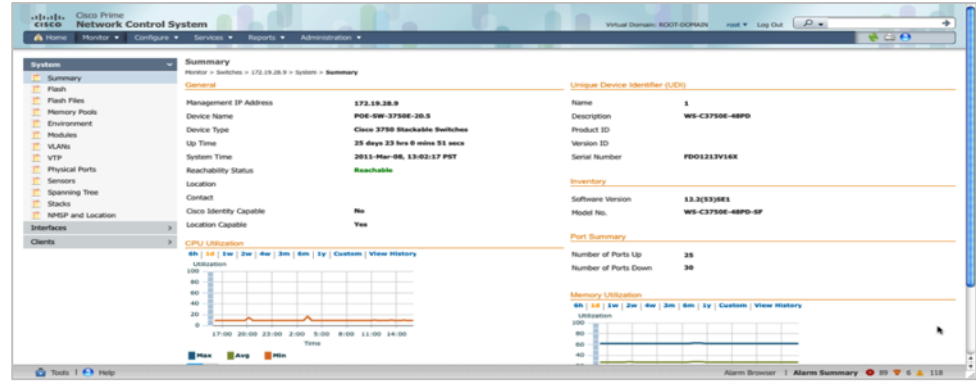 cisco
Cisco Prime
Network Control System
Virtual Domain: ROOT-DOMAIN root Log Out
Home Monitor Configure Services Reports Administration
System
Summary
Flash
Flash Files
Memory Pools
Environment
Modules
VLANs
VTP
Physical Ports
Sensors
Spanning Tree
Stacks
NMSP and Location
Interfaces
Clients
Summary
Monitor > Switches > 172.19.28.9 > System > Summary
General
Management IP Address 172.19.28.9
Device Name POE-SW-3750E-20.5
Device Type Cisco 3750 Stackable Switches
Up Time 25 days 23 hrs 0 mins 51 secs
System Time 2011-Mar-08, 13:02:17 PST
Reachability Status Reachable
Location
Contact
Cisco Identity Capable No
Location Capable Yes
CPU Utilization
6h | 1d | 1w | 2w | 4w | 3m | 6m | 1y | Custom | View History
Utilization
100
80
60
40
20
0
17:00 20:00 23:00 2:00 5:00 8:00 11:00 14:00
Time
Max Avg Min
Unique Device Identifier (UDI)
Name 1
Description WS-C3750E-48PD
Product ID
Version ID
Serial Number FDO1213V16X
Inventory
Software Version 12.2(53)SE1
Model No. WS-C3750E-48PD-SF
Port Summary
Number of Ports Up 25
Number of Ports Down 30
Memory Utilization
6h | 1d | 1w | 2w | 4w | 3m | 6m | 1y | Custom | View History
Utilization
100
80
60
40
Tools | Help
Alarm Browser | Alarm Summary 89 6 118